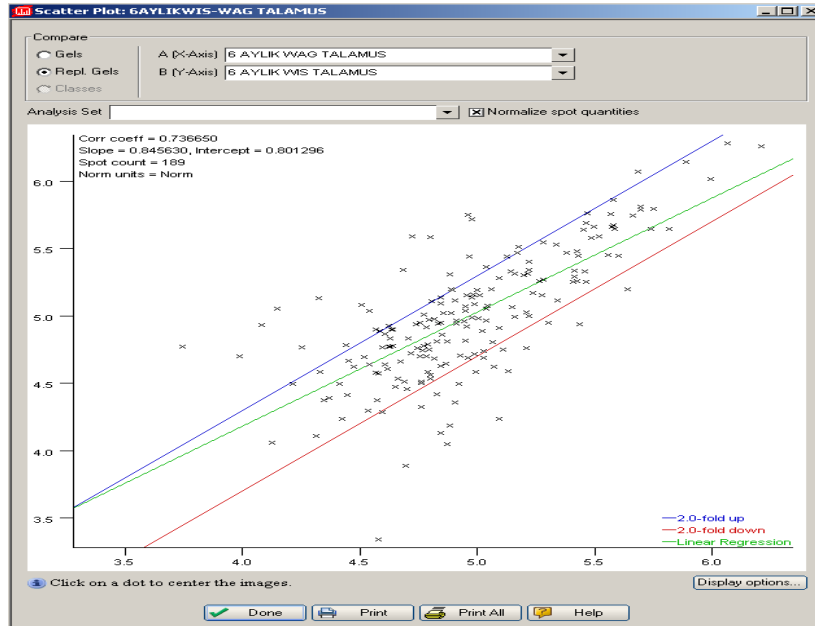 Scatter Plot: 6AYLIKWIS-WAG TALAMUS
Compare
Gels
A (X-Axis) 6 AYLIK WAG TALAMUS
Repl. Gels
B (Y-Axis) 6 AYLIK WIS TALAMUS
Classes
Analysis Set
Normalize spot quantities
Corr coeff = 0.736650
Slope = 0.845630, Intercept = 0.801296
Spot count = 189
Norm units = Norm
6.0
5.5
5.0
4.5
4.0
3.5
2.0-fold up
2.0-fold down
Linear Regression
3.5 4.0 4.5 5.0 5.5 6.0
Click on a dot to center the images.
Display options...
Done Print Print All Help